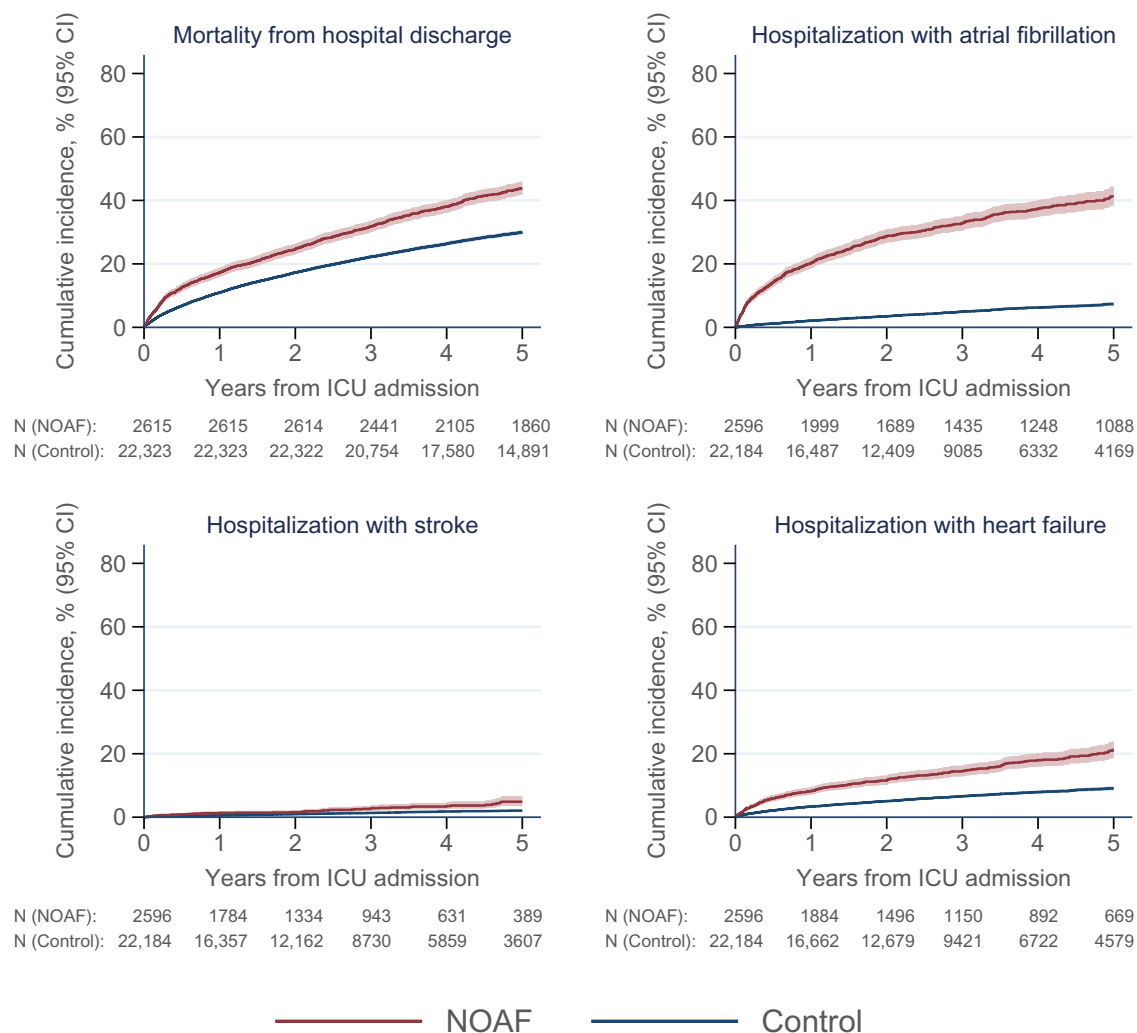 Mortality from hospital discharge
Cumulative incidence, % (95% CI)
80
60
40
20
0
0 1 2 3 4 5
Years from ICU admission
N (NOAF): 2615 2615 2614 2441 2105 1860
N (Control): 22,323 22,323 22,322 20,754 17,580 14,891
Hospitalization with atrial fibrillation
Cumulative incidence, % (95% CI)
80
60
40
20
0
0 1 2 3 4 5
Years from ICU admission
N (NOAF): 2596 1999 1689 1435 1248 1088
N (Control): 22,184 16,487 12,409 9085 6332 4169
Hospitalization with stroke
Cumulative incidence, % (95% CI)
80
60
40
20
0
0 1 2 3 4 5
Years from ICU admission
N (NOAF): 2596 1784 1334 943 631 389
N (Control): 22,184 16,357 12,162 8730 5859 3607
Hospitalization with heart failure
Cumulative incidence, % (95% CI)
80
60
40
20
0
0 1 2 3 4 5
Years from ICU admission
N (NOAF): 2596 1884 1496 1150 892 669
N (Control): 22,184 16,662 12,679 9421 6722 4579
NOAF Control